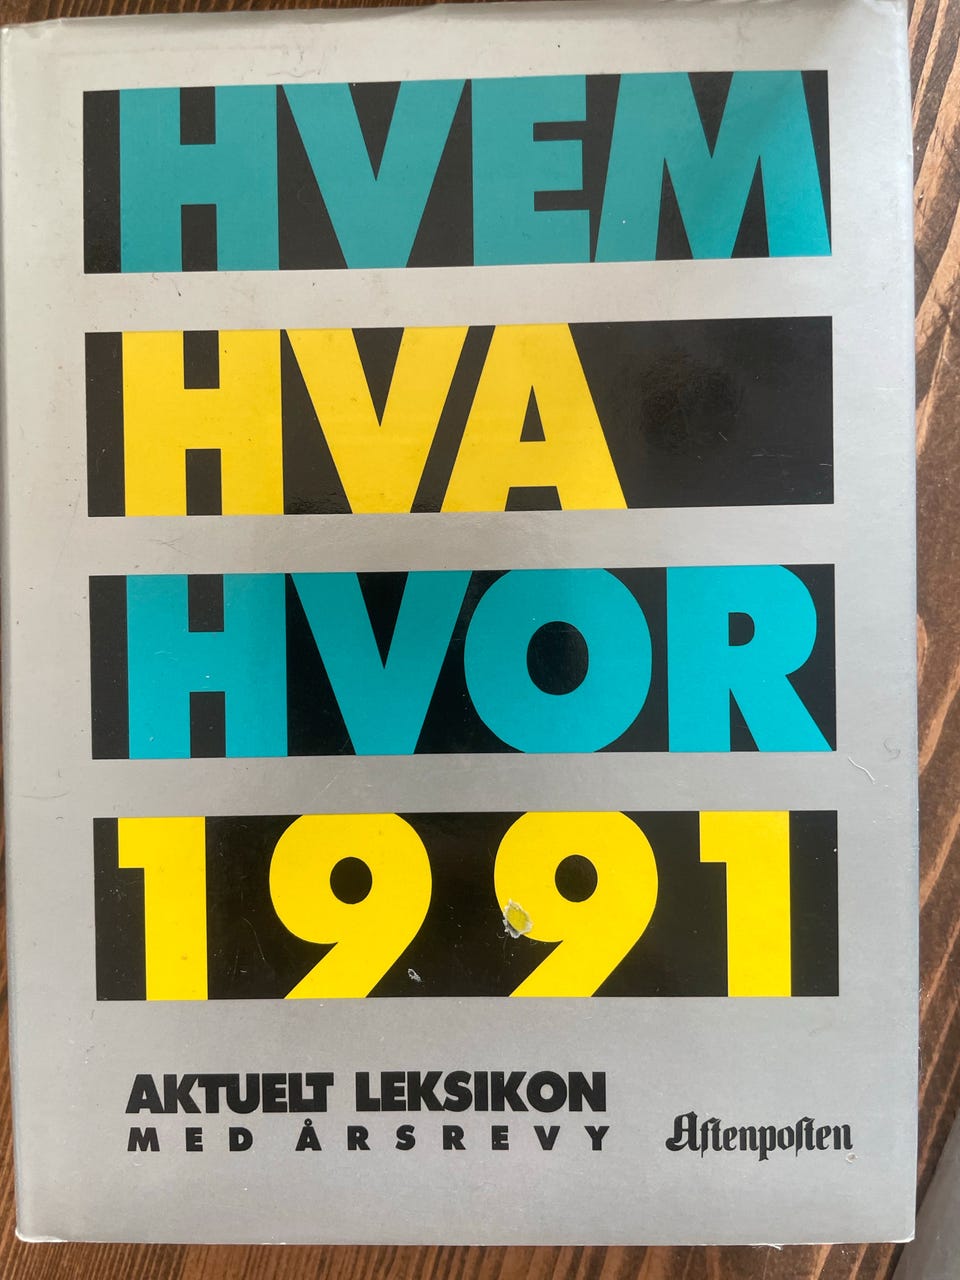 HVEM
HVA
HVOR
1991
AKTUELT LEKSIKON
MED ÅRSREVY
Aftenposten